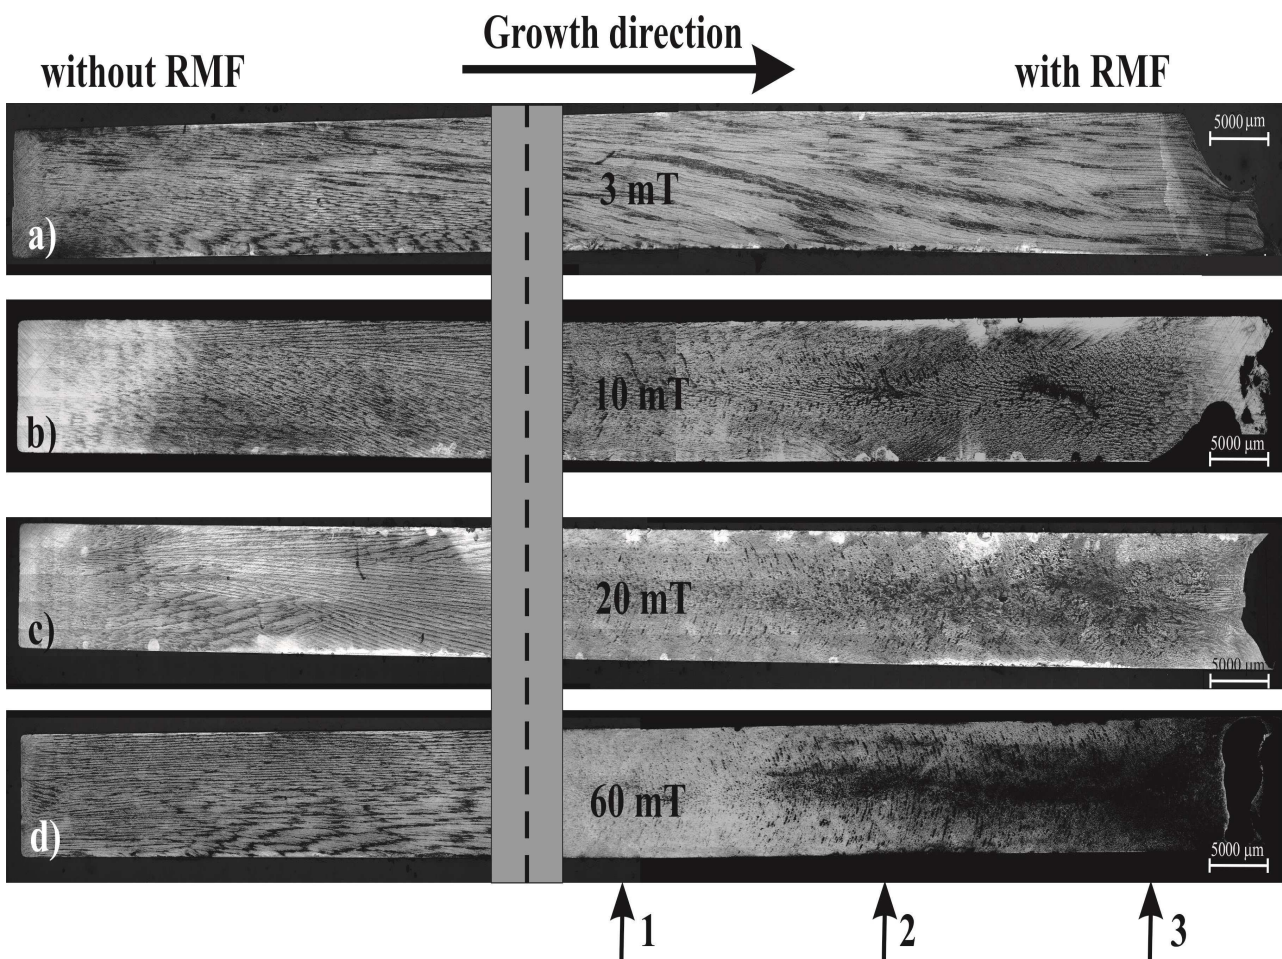 Growth direction
without RMF
with RMF
5000 μm
3 mT
a)
10 mT
b)
5000 μm
20 mT
c)
5000 μm
60 mT
d)
5000 μm
1
2
3